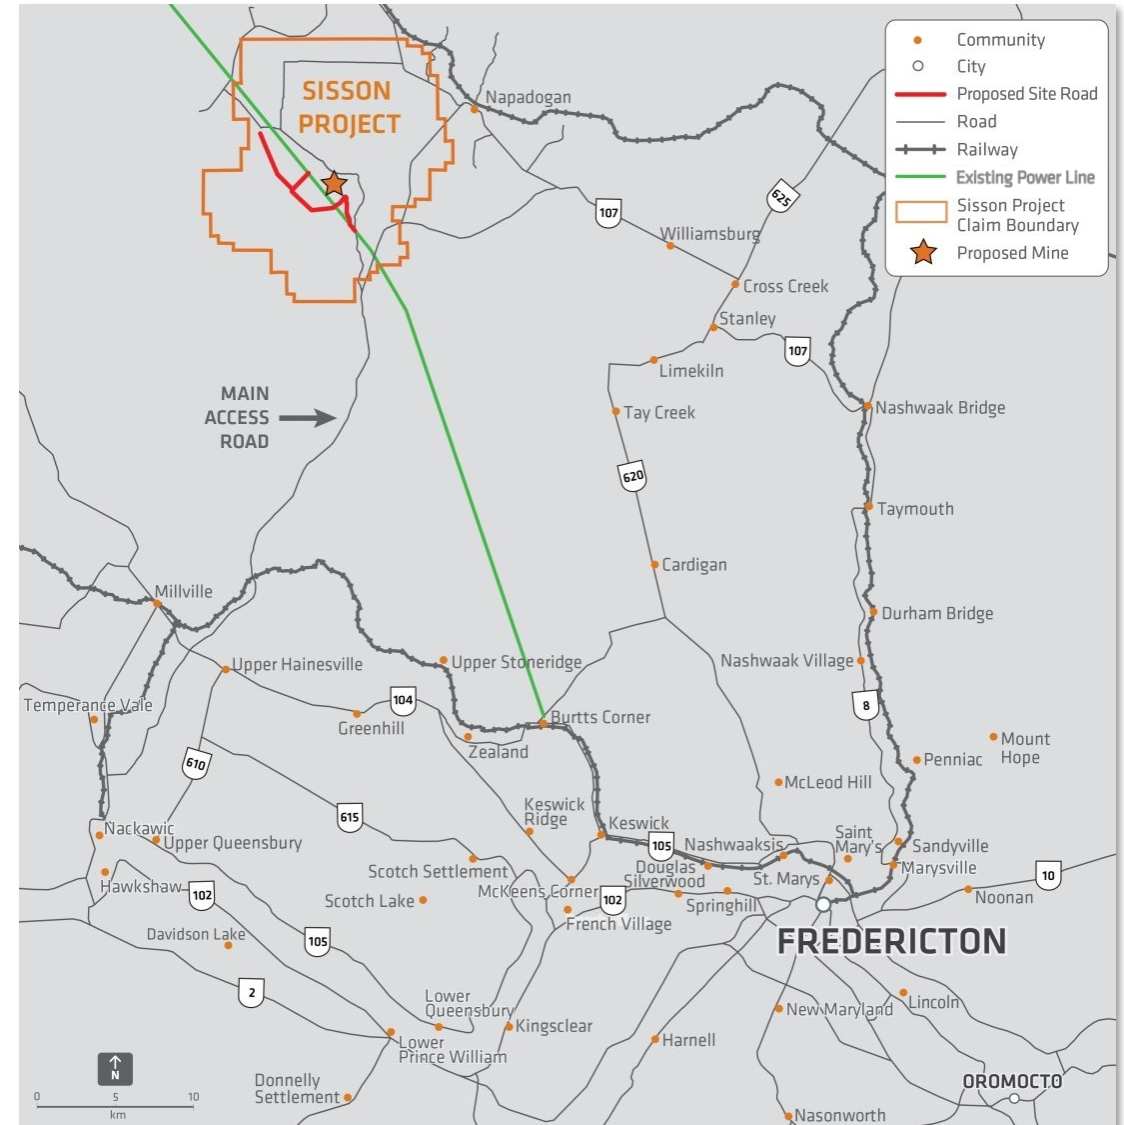 Community
City
Proposed Site Road
Road
Railway
Existing Power Line
Sisson Project
Claim Boundary
Proposed Mine
SISSON
PROJECT
Napadogan
625
107
Williamsburg
Cross Creek
Stanley
107
Limekiln
MAIN
ACCESS
ROAD
Tay Creek
Nashwaak Bridge
620
Taymouth
Cardigan
Millville
Durham Bridge
Upper Hainesville
Upper Stoneridge
Nashwaak Village
Temperance Vale
104
8
Greenhill
Burtts Corner
Zealand
Mount
Hope
Penniac
610
McLeod Hill
615
Keswick
Ridge
Keswick
Nackawic
Upper Queensbury
105
Nashwaaksis
Saint
Mary's
Sandyville
Scotch Settlement
Douglas
Marysville
Hawkshaw
102
McKeens Corner
Silverwood
St. Marys
10
Scotch Lake
102
Springhill
Noonan
French Village
Davidson Lake
105
FREDERICTON
2
Lower
Queensbury
Lincoln
New Maryland
Kingsclear
Lower
Prince William
Harnell
N
Donnelly
Settlement
OROMOCTO
0 5 10
km
Nasonworth